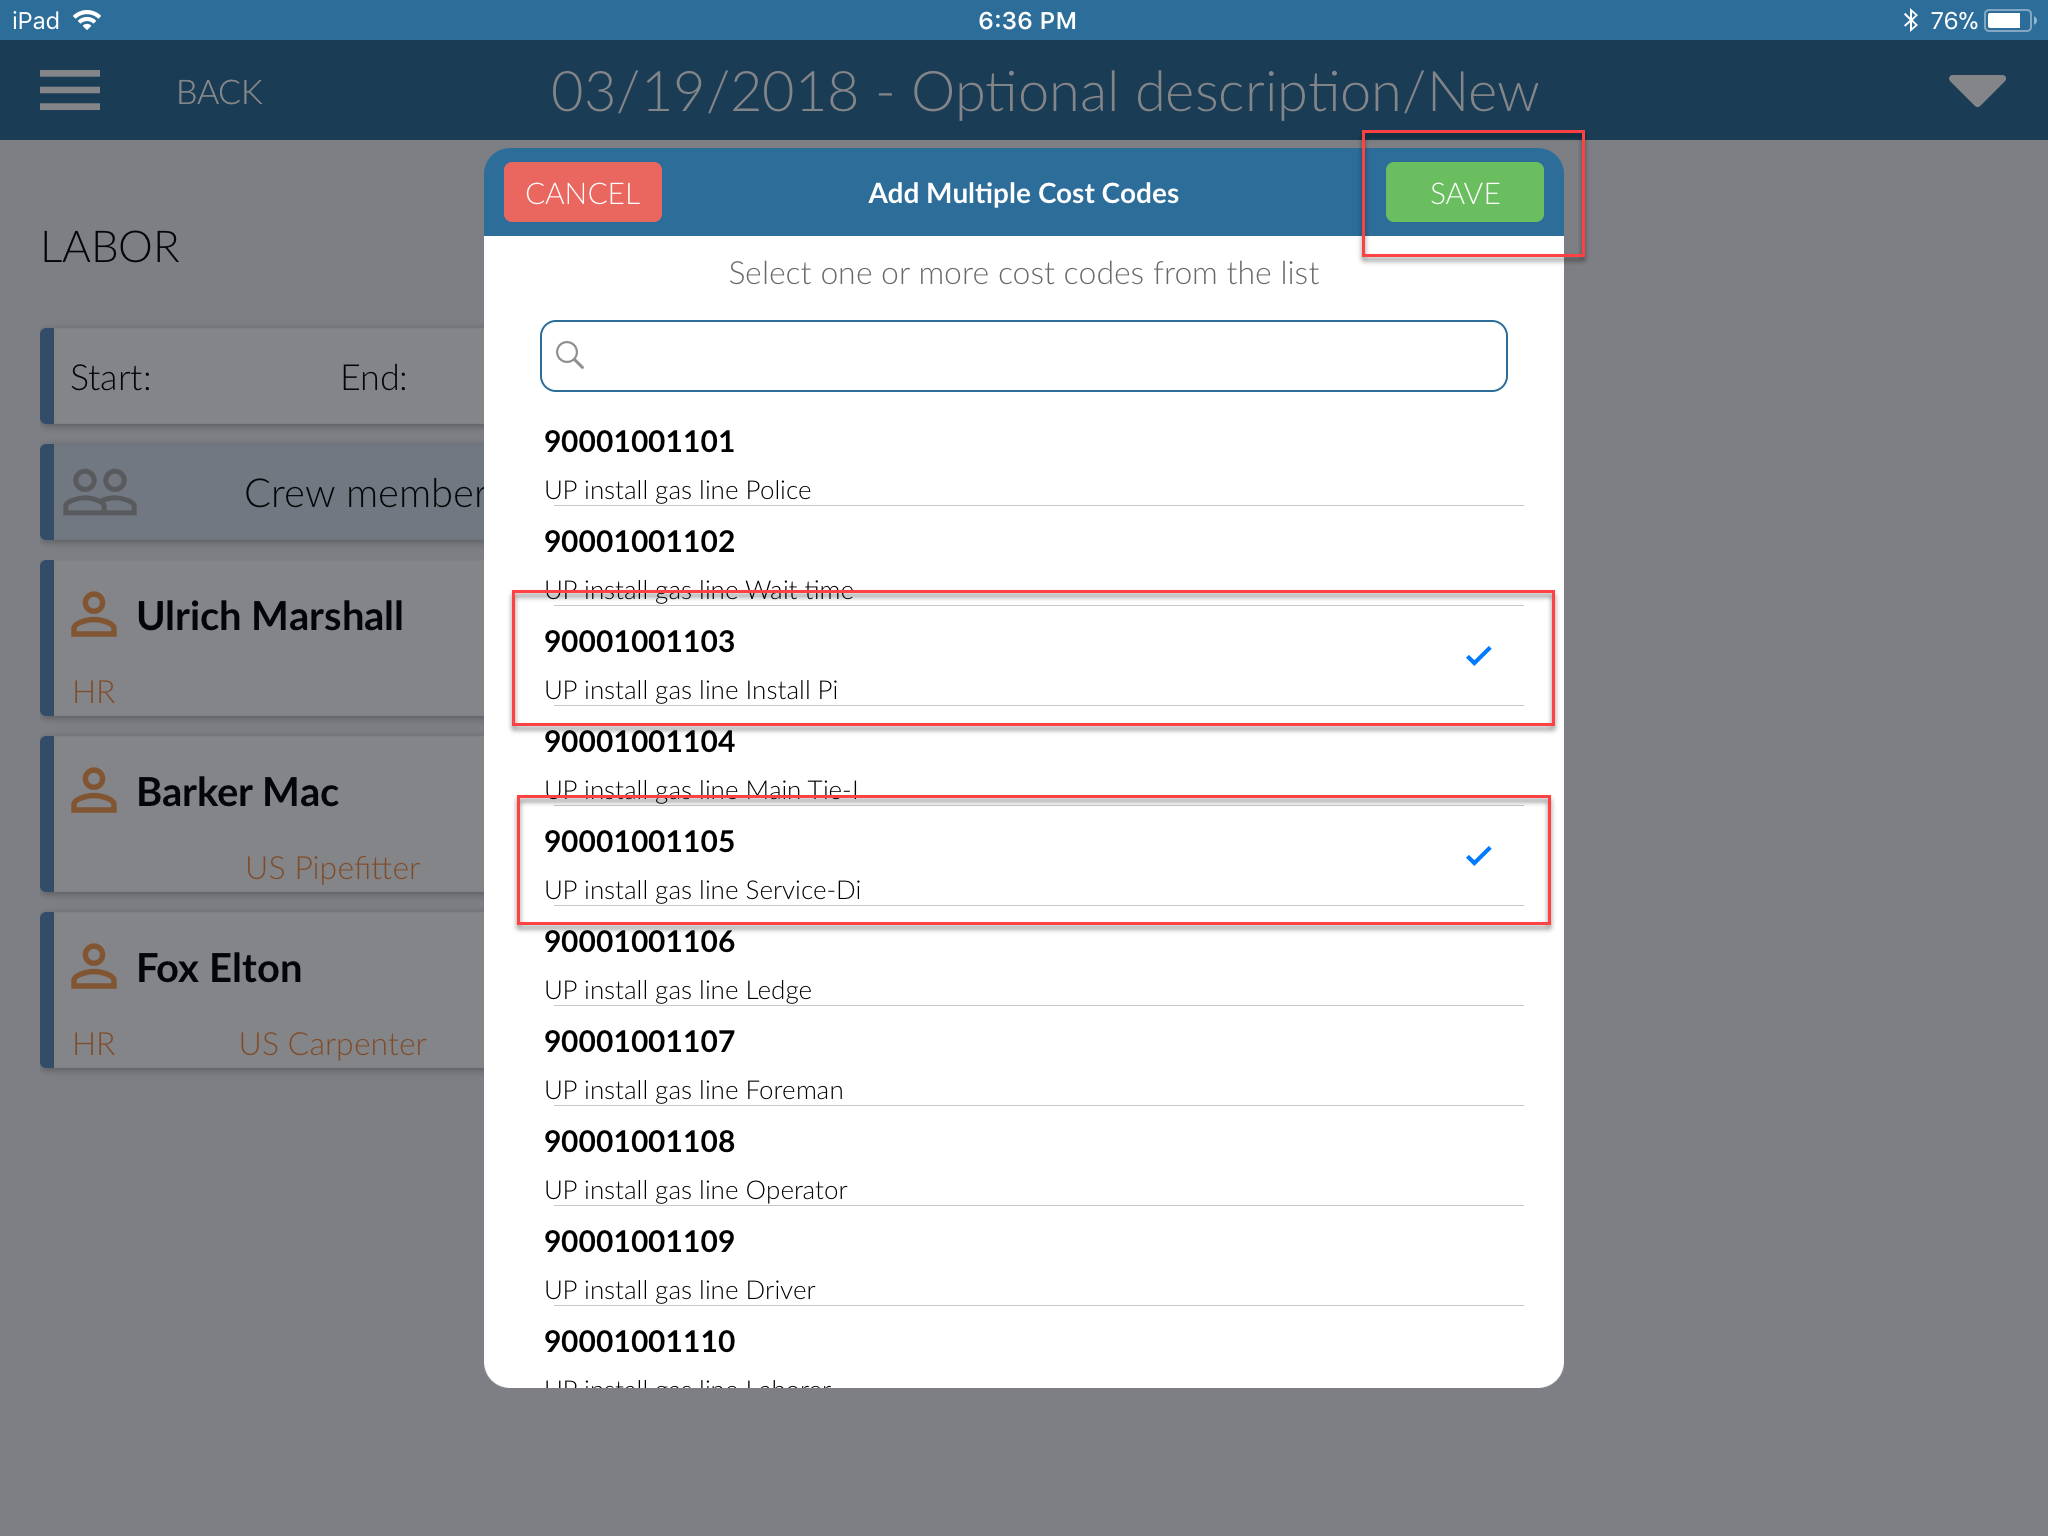 iPad 6:36 PM 76%
BACK 03/19/2018 - Optional description/New
CANCEL Add Multiple Cost Codes SAVE
LABOR
Select one or more cost codes from the list
Start: End:
Crew member
Ulrich Marshall
HR
Barker Mac
US Pipefitter
Fox Elton
HR US Carpenter
90001001101
UP install gas line Police
90001001102
UP install gas line Wait time
90001001103
UP install gas line Install Pi
90001001104
UP install gas line Main Tie-I
90001001105
UP install gas line Service-Di
90001001106
UP install gas line Ledge
90001001107
UP install gas line Foreman
90001001108
UP install gas line Operator
90001001109
UP install gas line Driver
90001001110
UP install gas line Laborer